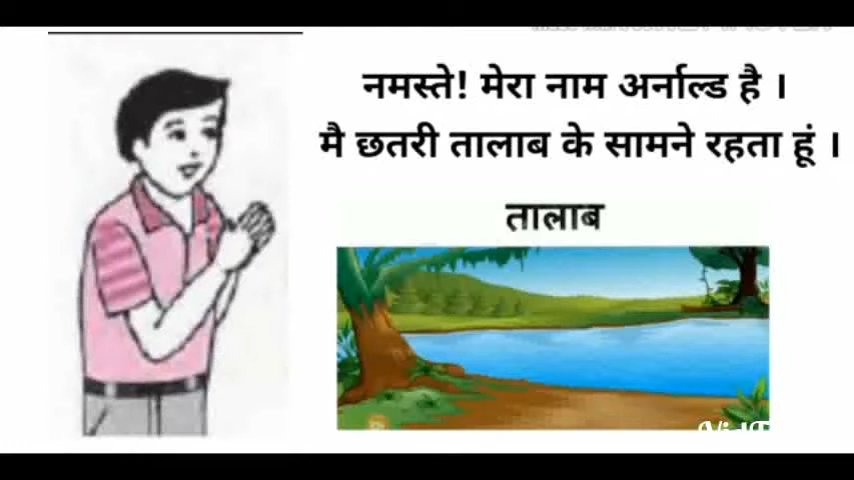 नमस्ते! मेरा नाम अर्नाल्ड है ।
मै छतरी तालाब के सामने रहता हूं ।
तालाब